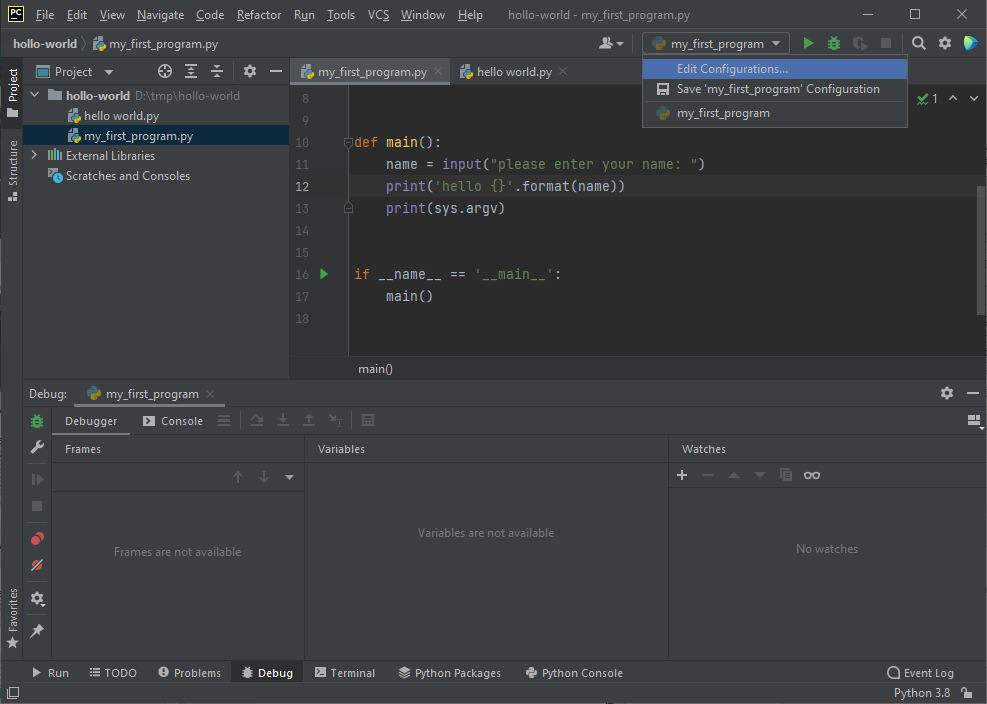 PC File Edit View Navigate Code Refactor Run Tools VCS Window Help hollo-world - my_first_program.py
hollo-world my_first_program.py my_first_program
Project
Structure
Favorites
Project
hollo-world D:\tmp\hollo-world
hello world.py
my_first_program.py
External Libraries
Scratches and Consoles
my_first_program.py hello world.py
Edit Configurations...
Save 'my_first_program' Configuration
my_first_program
1
8
9
10 def main():
11 name = input("please enter your name: ")
12 print('hello {}'.format(name))
13 print(sys.argv)
14
15
16 if __name__ == '__main__':
17 main()
18
main()
Debug: my_first_program
Debugger Console
Frames Variables Watches
Frames are not available
Variables are not available
No watches
Run TODO Problems Debug Terminal Python Packages Python Console Event Log
Python 3.8